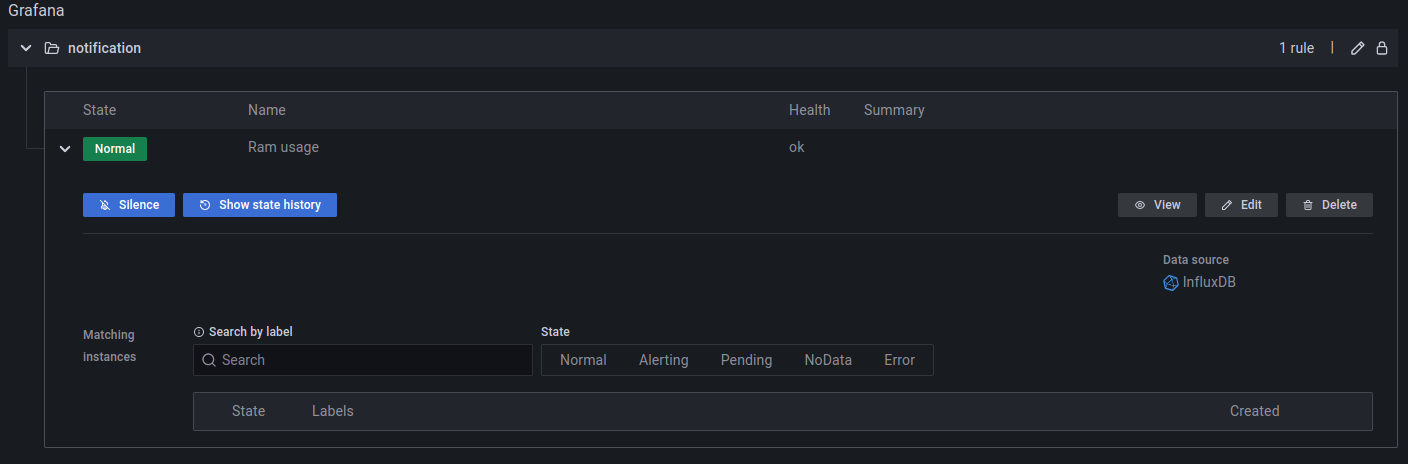 Grafana
notification 1 rule
State Name Health Summary
Normal Ram usage ok
Silence Show state history View Edit Delete
Data source
InfluxDB
Matching instances
Search by label State
Search Normal Alerting Pending NoData Error
State Labels Created